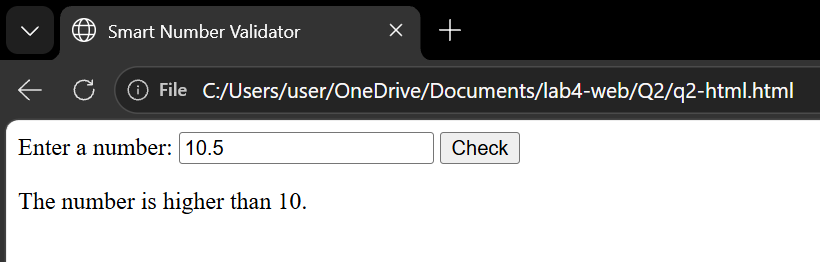 Smart Number Validator
File C:/Users/user/OneDrive/Documents/lab4-web/Q2/q2-html.html
Enter a number: 10.5 Check
The number is higher than 10.